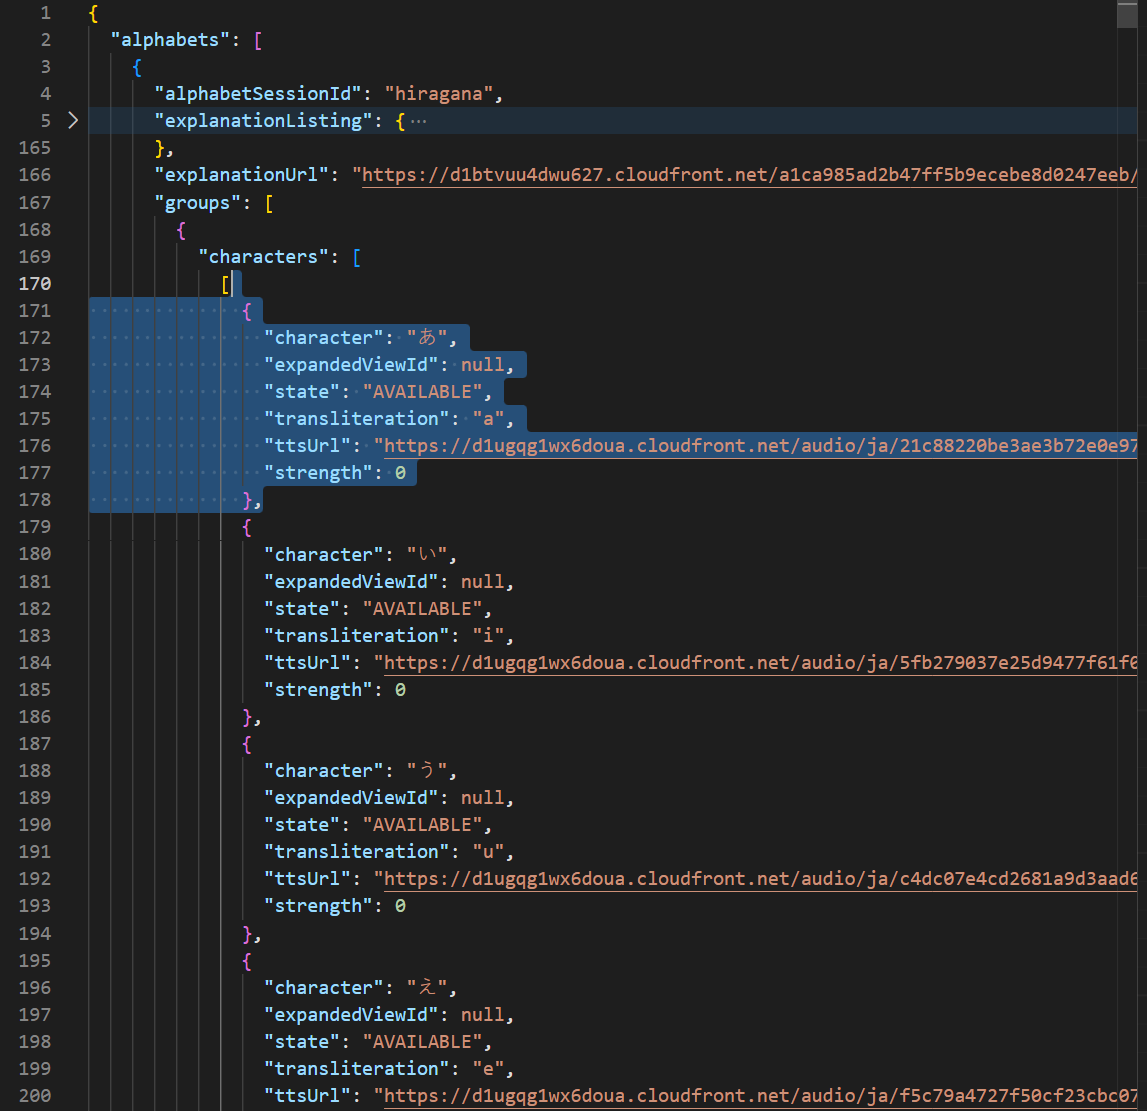 1 {
2 "alphabets": [
3 {
4 "alphabetSessionId": "hiragana",
5 "explanationListing": { ···
165 },
166 "explanationUrl": "https://d1btvuu4dwu627.cloudfront.net/a1ca985ad2b47ff5b9ecebe8d0247eeb/
167 "groups": [
168 {
169 "characters": [
170 [
171 {
172 "character": "あ",
173 "expandedViewId": null,
174 "state": "AVAILABLE",
175 "transliteration": "a",
176 "ttsUrl": "https://d1ugqg1wx6doua.cloudfront.net/audio/ja/21c88220be3ae3b72e0e97
177 "strength": 0
178 },
179 {
180 "character": "い",
181 "expandedViewId": null,
182 "state": "AVAILABLE",
183 "transliteration": "i",
184 "ttsUrl": "https://d1ugqg1wx6doua.cloudfront.net/audio/ja/5fb279037e25d9477f61f0
185 "strength": 0
186 },
187 {
188 "character": "う",
189 "expandedViewId": null,
190 "state": "AVAILABLE",
191 "transliteration": "u",
192 "ttsUrl": "https://d1ugqg1wx6doua.cloudfront.net/audio/ja/c4dc07e4cd2681a9d3aad6
193 "strength": 0
194 },
195 {
196 "character": "え",
197 "expandedViewId": null,
198 "state": "AVAILABLE",
199 "transliteration": "e",
200 "ttsUrl": "https://d1ugqg1wx6doua.cloudfront.net/audio/ja/f5c79a4727f50cf23cbc07